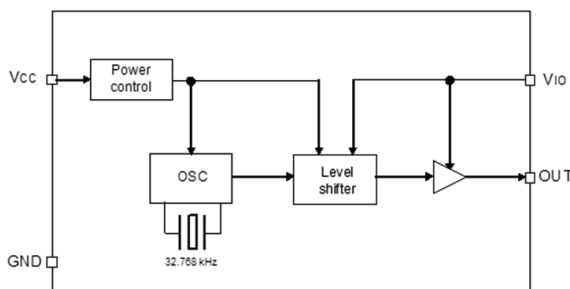 Power
control
VCC
VIO
OSC
Level
shifter
OUT
GND
32.768 kHz